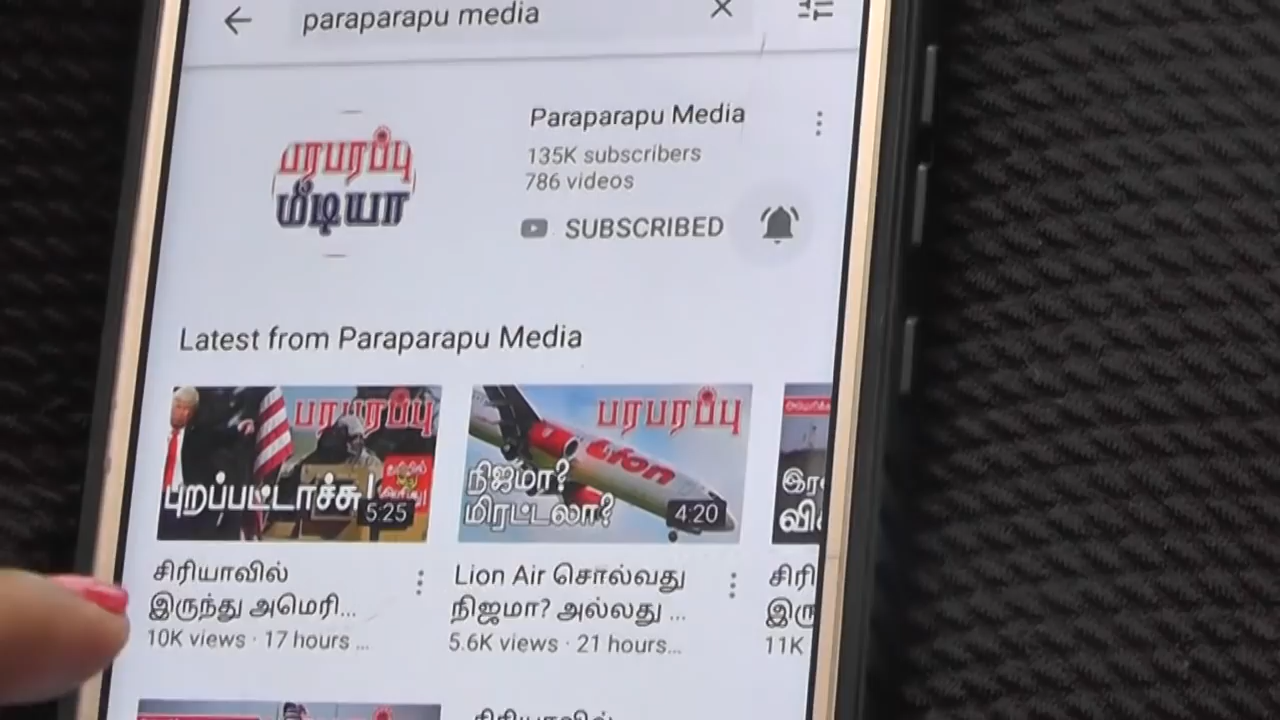 paraparapu media
பரபரப்பு
மீடியா
Paraparapu Media
135K subscribers
786 videos
SUBSCRIBED
Latest from Paraparapu Media
பரபரப்பு
புறப்பட்டாச்சு!
5:25
பரபரப்பு
Lion
நிஜமா?
மிரட்டலா?
4:20
சிரியாவில்
இருந்து அமெரி...
10K views · 17 hours ...
Lion Air சொல்வது
நிஜமா? அல்லது ...
5.6K views · 21 hours...
சிரி
இரு
11K
சிரியாவில்